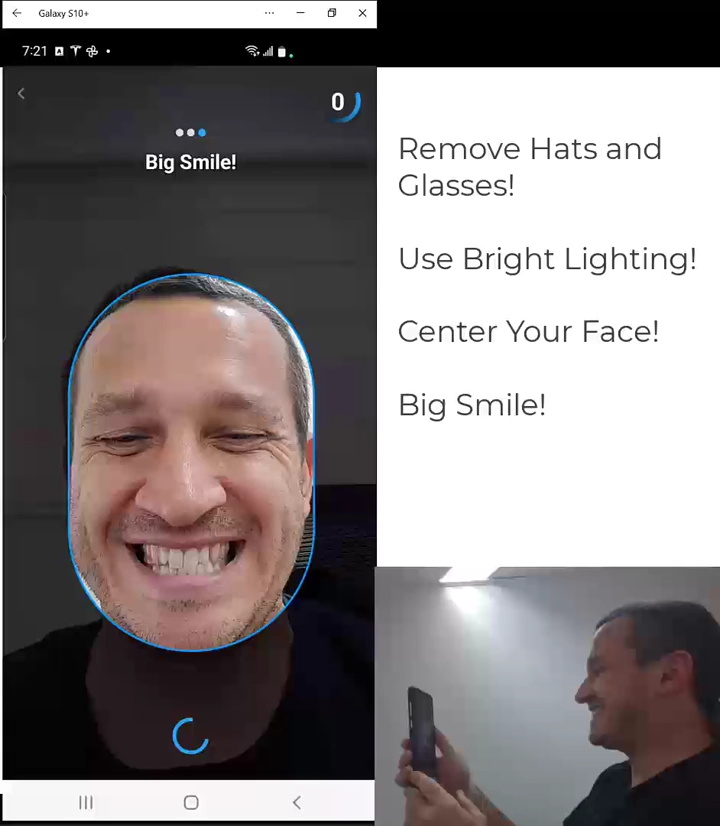 Galaxy S10+
7:21
0
Big Smile!
Remove Hats and
Glasses!
Use Bright Lighting!
Center Your Face!
Big Smile!